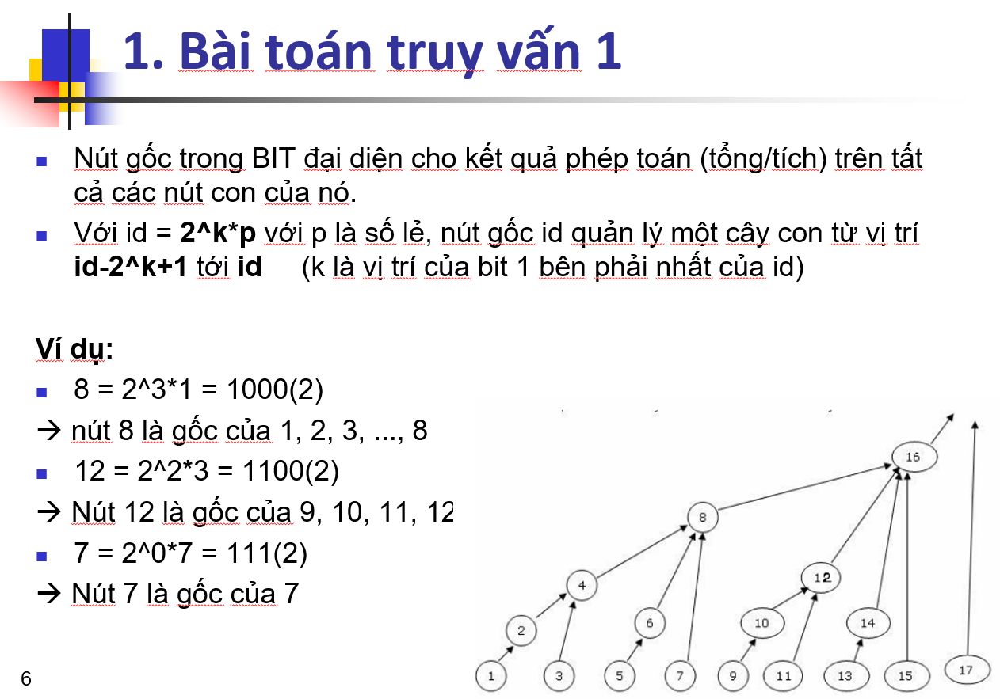 1. Bài toán truy vấn 1
Nút gốc trong BIT đại diện cho kết quả phép toán (tổng/tích) trên tất
cả các nút con của nó.
Với id = 2^k*p với p là số lẻ, nút gốc id quản lý một cây con từ vị trí
id-2^k+1 tới id (k là vị trí của bit 1 bên phải nhất của id)
Ví dụ:
8 = 2^3*1 = 1000(2)
→ nút 8 là gốc của 1, 2, 3, ..., 8
12 = 2^2*3 = 1100(2)
→ Nút 12 là gốc của 9, 10, 11, 12
7 = 2^0*7 = 111(2)
→ Nút 7 là gốc của 7
16
8
12
4
6
10
14
2
1
3
5
7
9
11
13
15
17
6